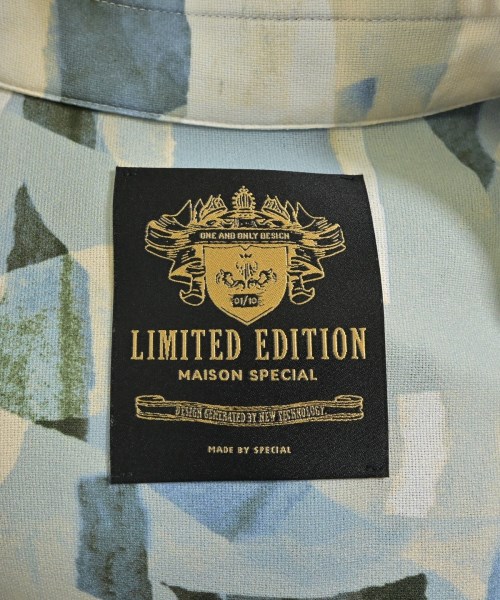 ONE AND ONLY DESIGN
01/10
LIMITED EDITION
MAISON SPECIAL
DESIGN GENERATED BY NEW TECHNOLOGY
MADE BY SPECIAL